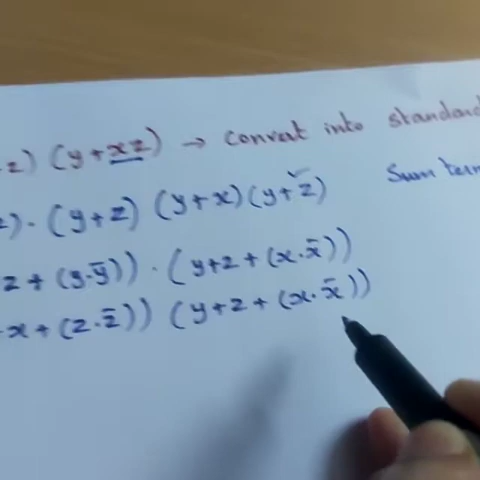 z) (y+xz) → convert into standard
z). (y+z) (y+x)(y+z̄) Sum term
z + (y.ȳ)) . (y+z + (x.x̄))
x + (z.z̄)) (y+z + (x.x̄))